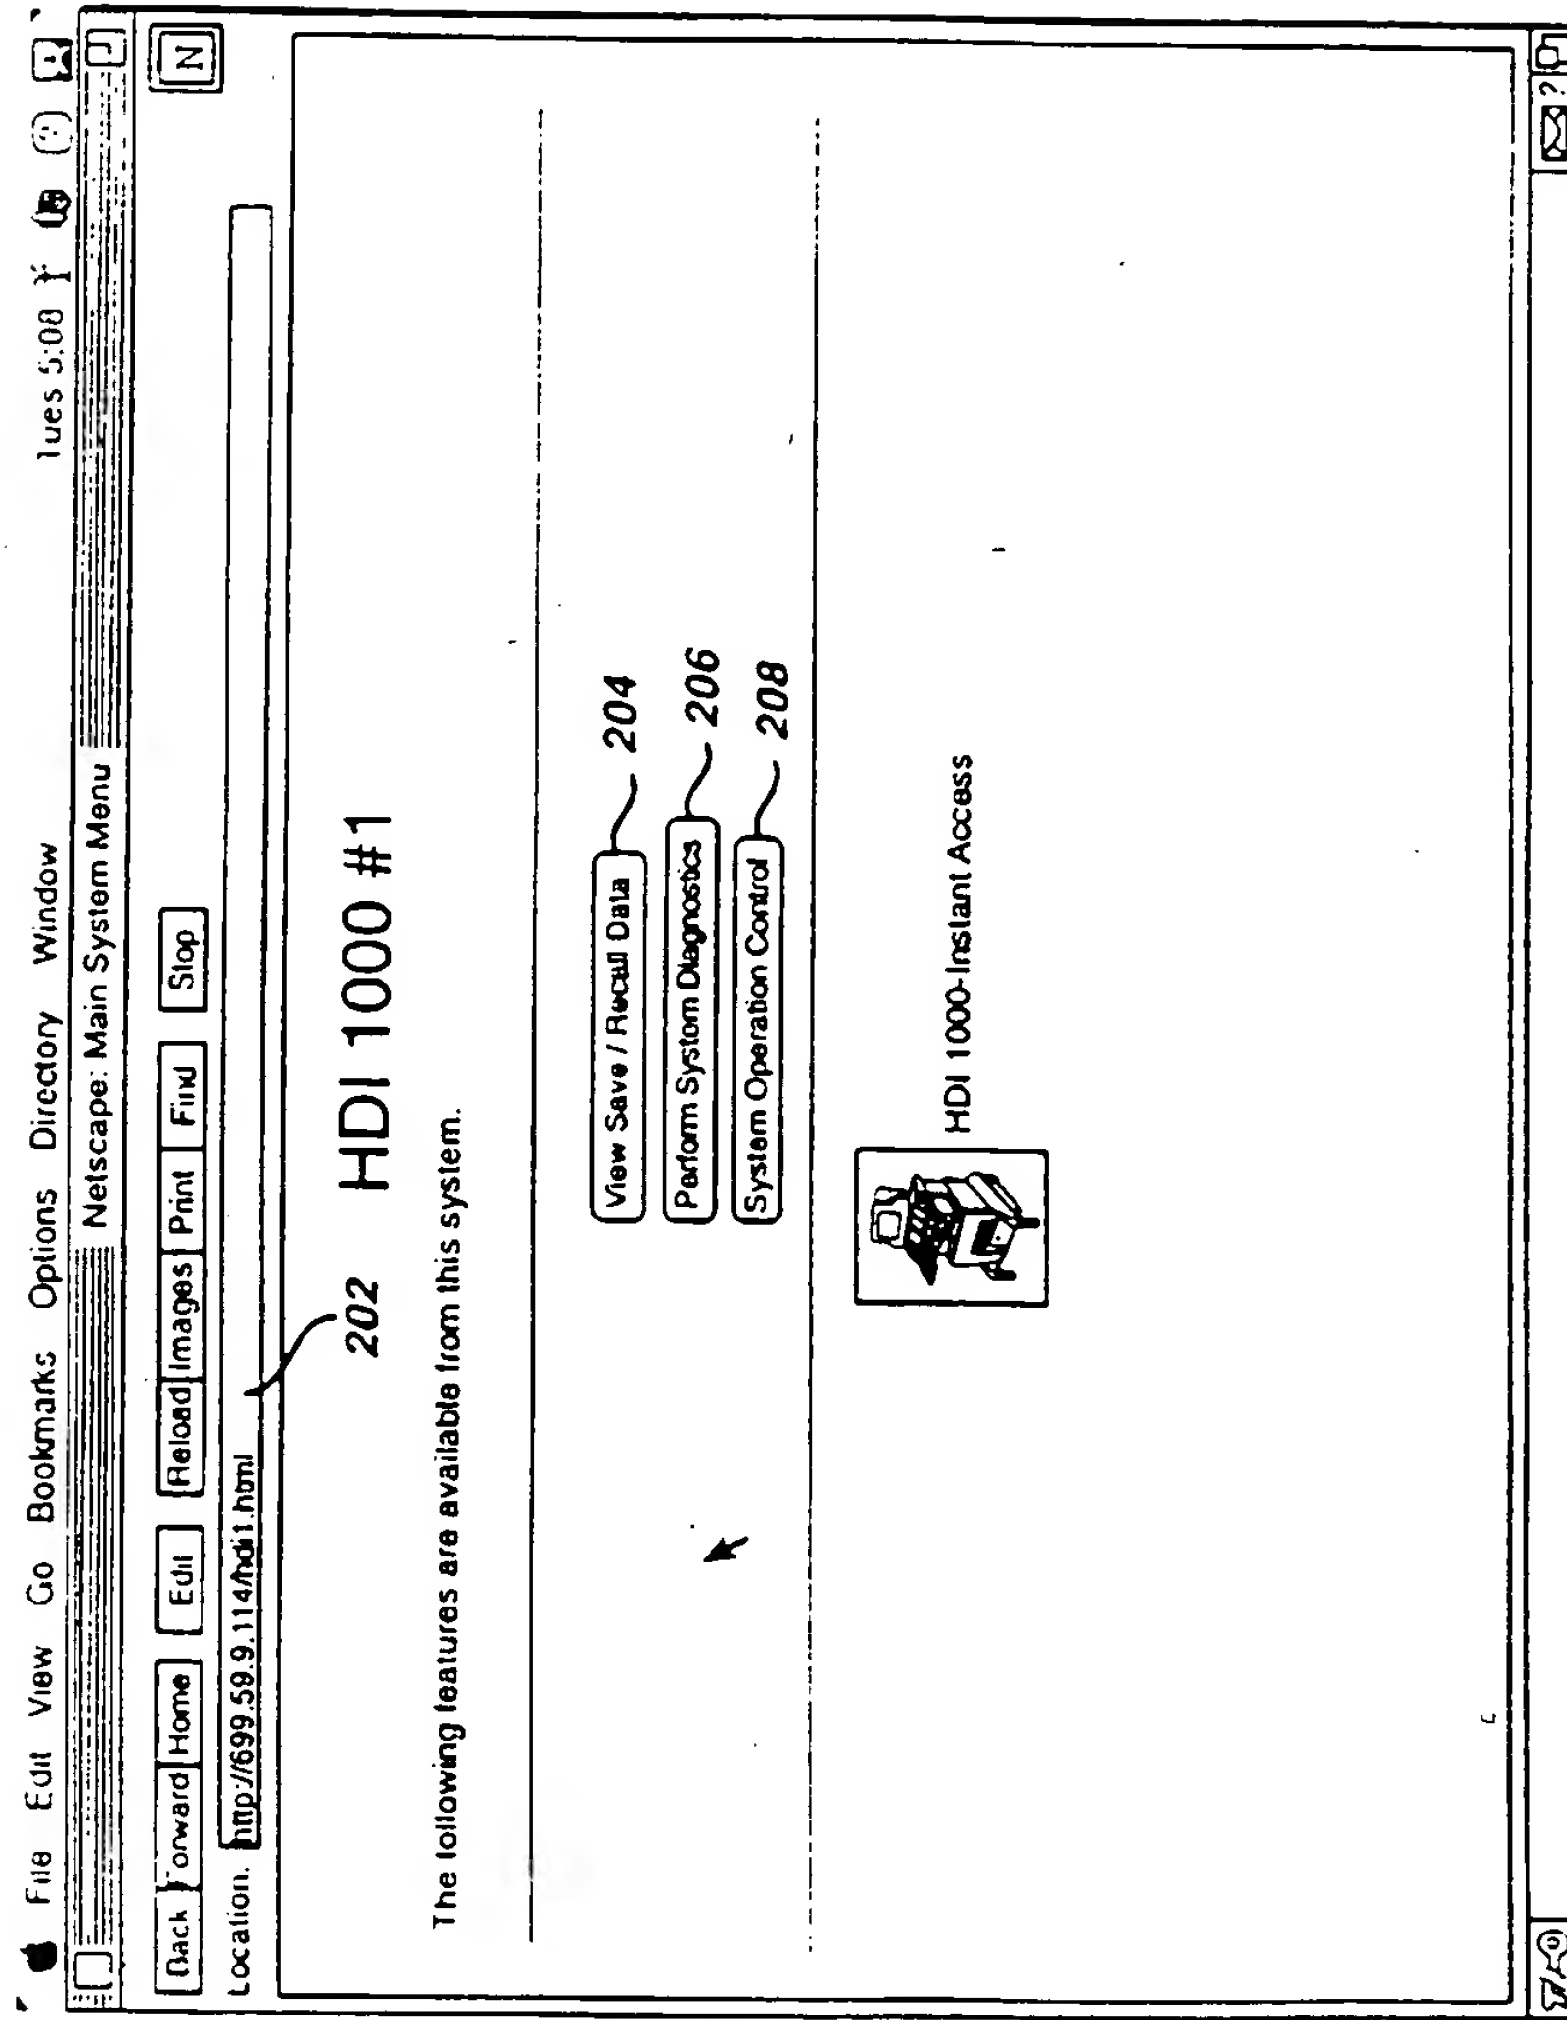 File Edit View Go Bookmarks Options Directory Window Tues 5:08
Netscape: Main System Menu
Back Forward Home Edit Reload Images Print Find Stop
N
Location: http://699.59.9.114/hdi1.html
202
HDI 1000 #1
The following features are available from this system.
View Save / Recall Data 204
Perform System Diagnostics 206
System Operation Control 208
HDI 1000-Instant Access
?